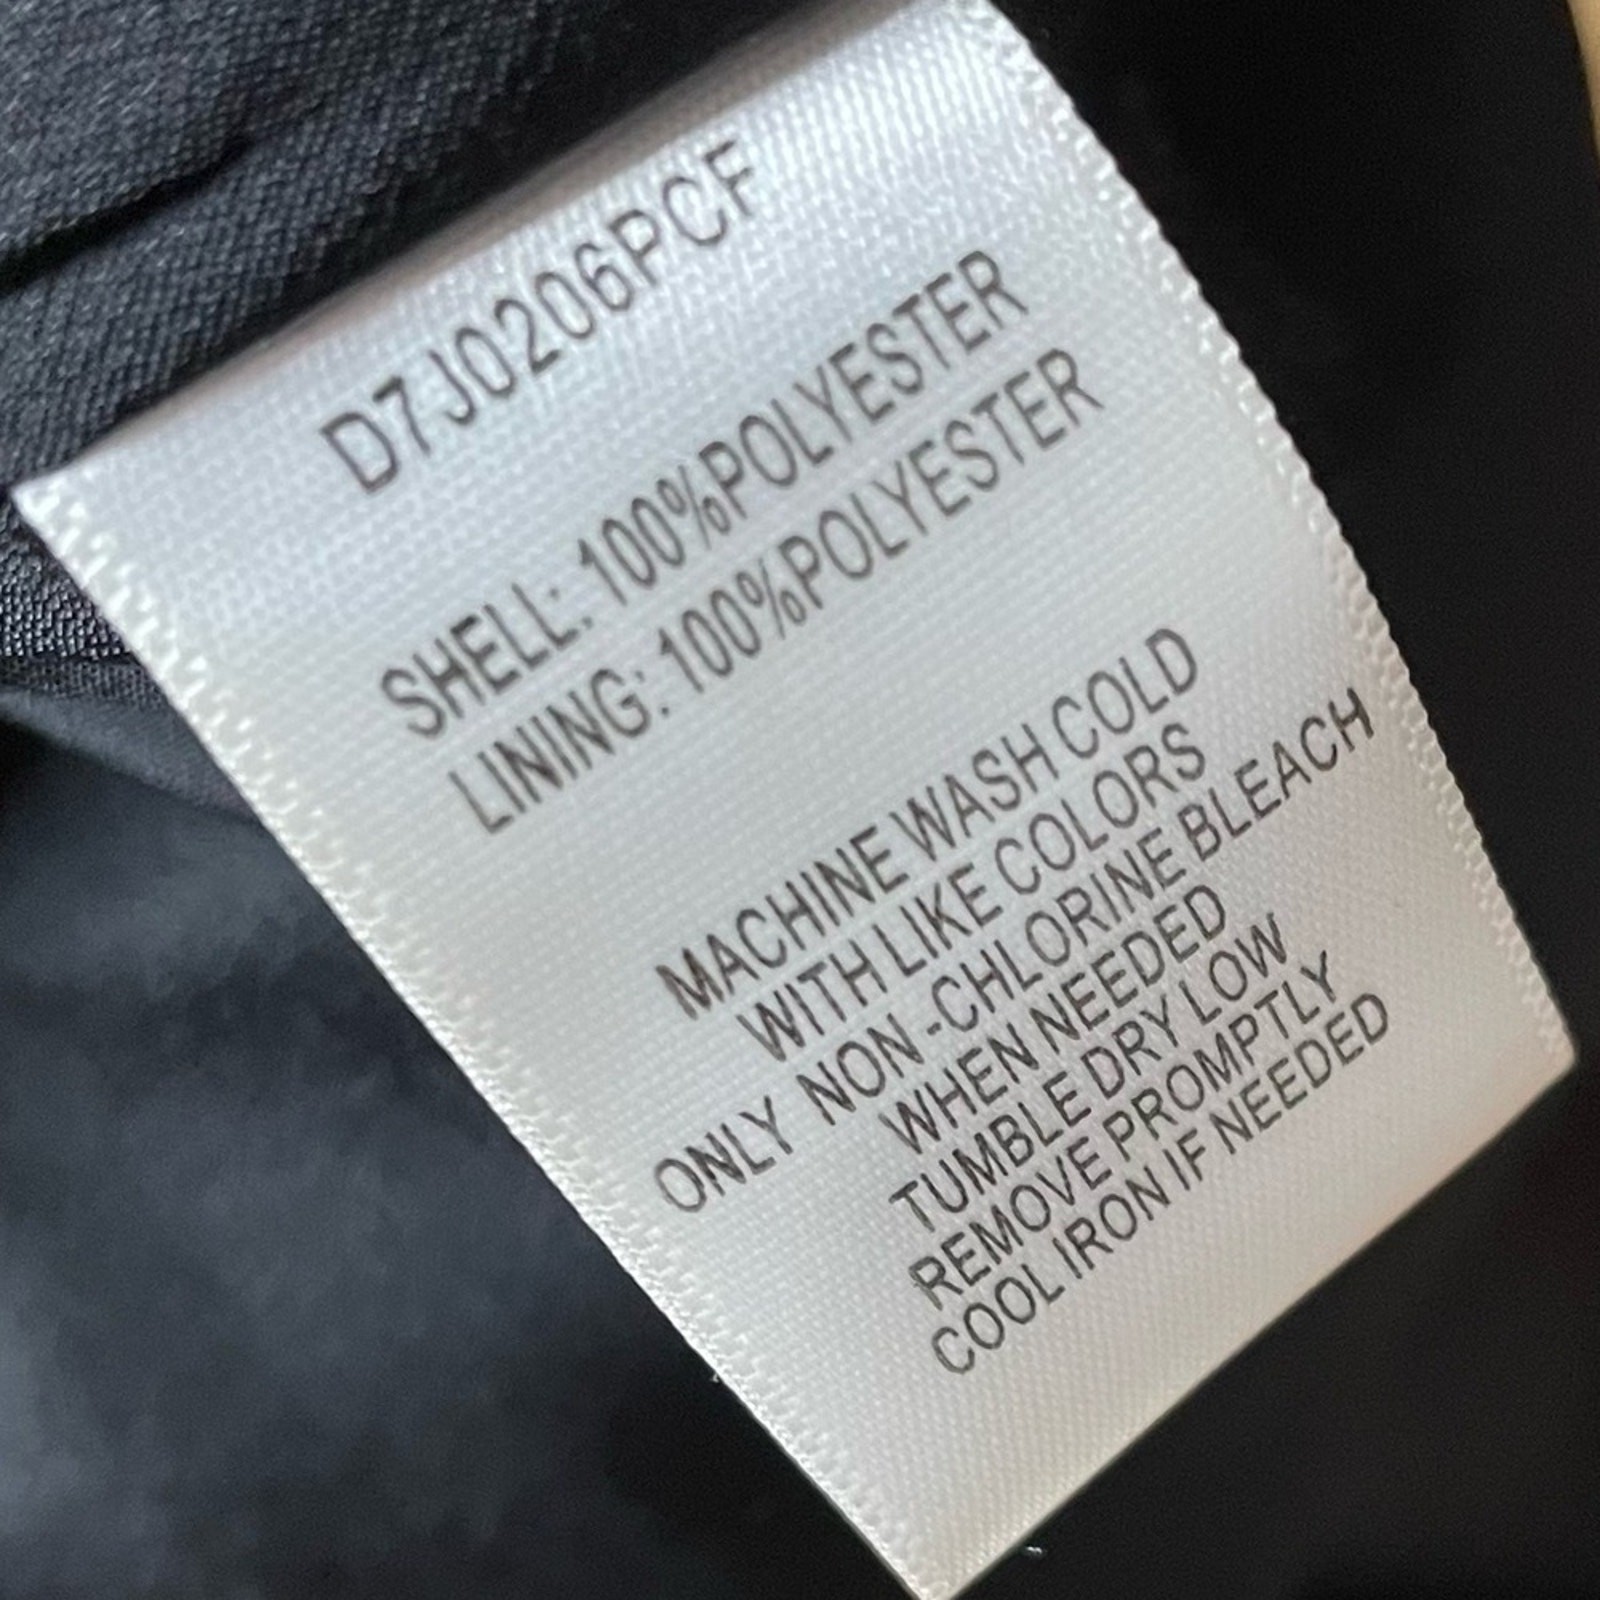 D7J0206PCF
SHELL: 100%POLYESTER
LINING: 100%POLYESTER
MACHINE WASH COLD
WITH LIKE COLORS
ONLY NON-CHLORINE BLEACH
WHEN NEEDED
TUMBLE DRY LOW
REMOVE PROMPTLY
COOL IRON IF NEEDED